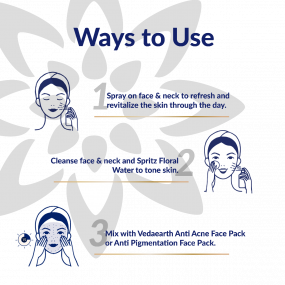 Ways to Use
1
Spray on face & neck to refresh and
revitalize the skin through the day.
2
Cleanse face & neck and Spritz Floral
Water to tone skin.
3
Mix with Vedaearth Anti Acne Face Pack
or Anti Pigmentation Face Pack.